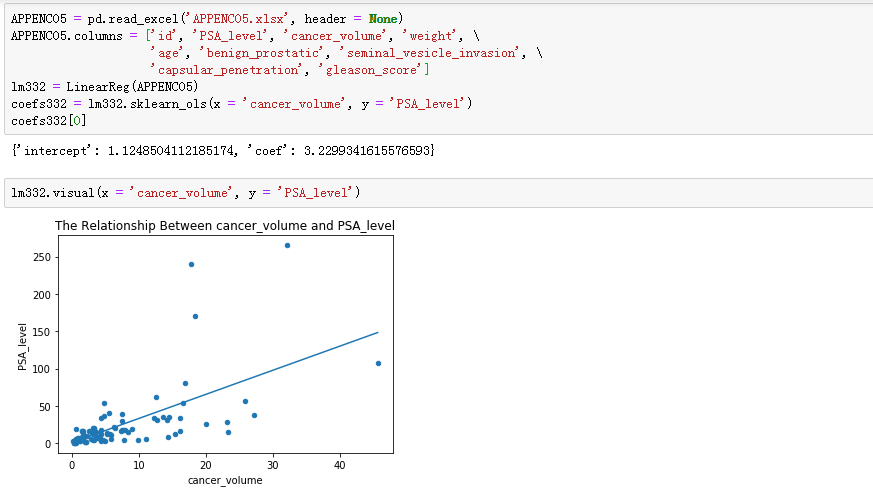 APPENC05 = pd.read_excel('APPENC05.xlsx', header = None)
APPENC05.columns = ['id', 'PSA_level', 'cancer_volume', 'weight', \
'age', 'benign_prostatic', 'seminal_vesicle_invasion', \
'capsular_penetration', 'gleason_score']
lm332 = LinearReg(APPENC05)
coefs332 = lm332.sklearn_ols(x = 'cancer_volume', y = 'PSA_level')
coefs332[0]
{'intercept': 1.1248504112185174, 'coef': 3.2299341615576593}
lm332.visual(x = 'cancer_volume', y = 'PSA_level')
The Relationship Between cancer_volume and PSA_level
250
200
150
100
50
0
PSA_level
0 10 20 30 40
cancer_volume